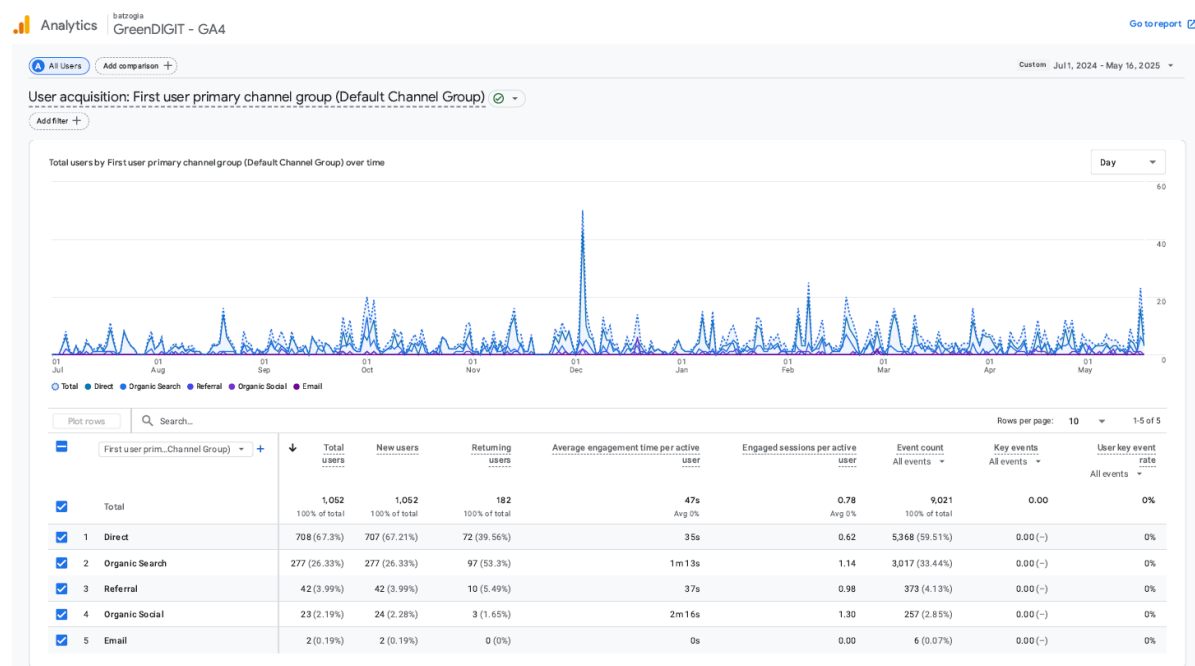 batzogia
Analytics GreenDIGIT - GA4
Go to report
A All Users Add comparison +
Custom Jul 1, 2024 - May 16, 2025
User acquisition: First user primary channel group (Default Channel Group)
Add filter +
Total users by First user primary channel group (Default Channel Group) over time
Day
60
40
20
0
01 Jul
01 Aug
01 Sep
01 Oct
01 Nov
01 Dec
01 Jan
01 Feb
01 Mar
01 Apr
01 May
Total Direct Organic Search Referral Organic Social Email
Plot rows Search... Rows per page: 10 1-5 of 5
First user prim...Channel Group) + Total users New users Returning users Average engagement time per active user Engaged sessions per active user Event count All events Key events All events User key event rate All events
Total 1,052 1,052 182 47s 0.78 9,021 0.00 0%
100% of total 100% of total 100% of total Avg 0% Avg 0% 100% of total
1 Direct 708 (67.3%) 707 (67.21%) 72 (39.56%) 35s 0.62 5,368 (59.51%) 0.00 (–) 0%
2 Organic Search 277 (26.33%) 277 (26.33%) 97 (53.3%) 1m 13s 1.14 3,017 (33.44%) 0.00 (–) 0%
3 Referral 42 (3.99%) 42 (3.99%) 10 (5.49%) 37s 0.98 373 (4.13%) 0.00 (–) 0%
4 Organic Social 23 (2.19%) 24 (2.28%) 3 (1.65%) 2m 16s 1.30 257 (2.85%) 0.00 (–) 0%
5 Email 2 (0.19%) 2 (0.19%) 0 (0%) 0s 0.00 6 (0.07%) 0.00 (–) 0%